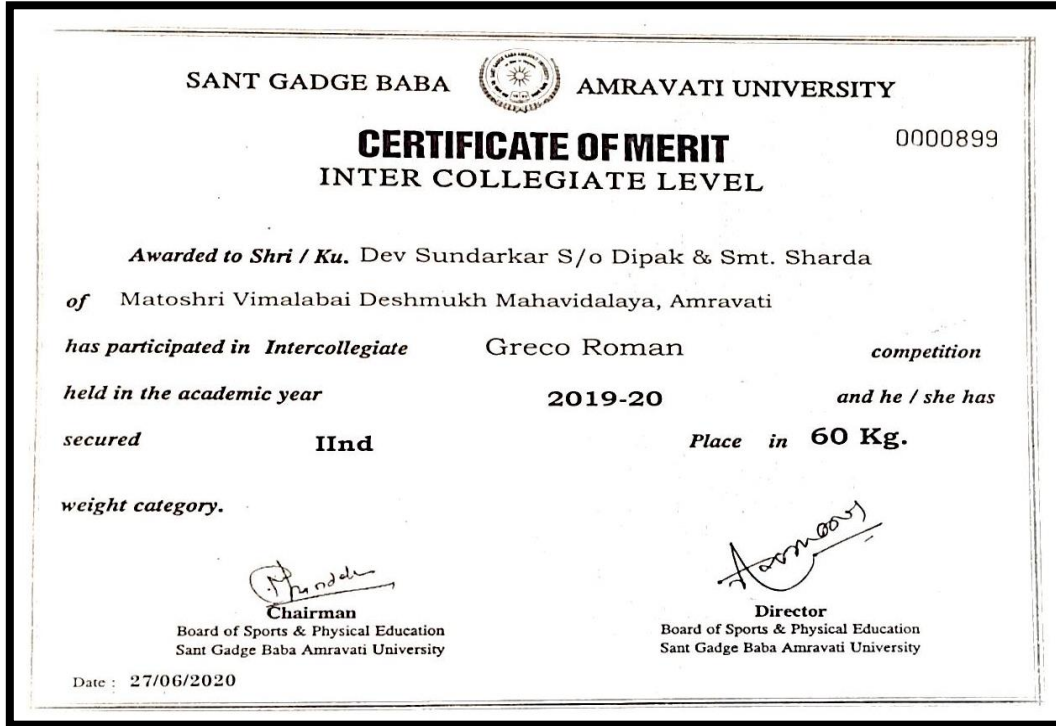 SANT GADGE BABA AMRAVATI UNIVERSITY
CERTIFICATE OF MERIT
0000899
INTER COLLEGIATE LEVEL
Awarded to Shri / Ku. Dev Sundarkar S/o Dipak & Smt. Sharda
of Matoshri Vimalabai Deshmukh Mahavidalaya, Amravati
has participated in Intercollegiate Greco Roman competition
held in the academic year 2019-20 and he / she has
secured IInd Place in 60 Kg.
weight category.
Chairman
Board of Sports & Physical Education
Sant Gadge Baba Amravati University
Director
Board of Sports & Physical Education
Sant Gadge Baba Amravati University
Date : 27/06/2020